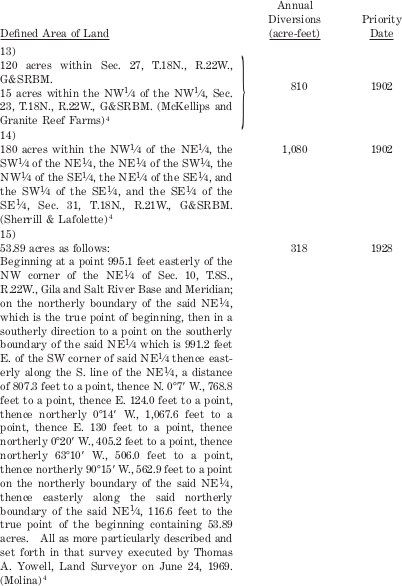 Annual
Diversions Priority
Defined Area of Land (acre-feet) Date
13)
120 acres within Sec. 27, T.18N., R.22W.,
G&SRBM.
15 acres within the NW¼ of the NW¼, Sec. 810 1902
23, T.18N., R.22W., G&SRBM. (McKellips and
Granite Reef Farms)⁴
14)
180 acres within the NW¼ of the NE¼, the 1,080 1902
SW¼ of the NE¼, the NE¼ of the SW¼, the
NW¼ of the SE¼, the NE¼ of the SE¼, and
the SW¼ of the SE¼, and the SE¼ of the
SE¼, Sec. 31, T.18N., R.21W., G&SRBM.
(Sherrill & Lafolette)⁴
15)
53.89 acres as follows: 318 1928
Beginning at a point 995.1 feet easterly of the
NW corner of the NE¼ of Sec. 10, T.8S.,
R.22W., Gila and Salt River Base and Meridian;
on the northerly boundary of the said NE¼,
which is the true point of beginning, then in a
southerly direction to a point on the southerly
boundary of the said NE¼ which is 991.2 feet
E. of the SW corner of said NE¼ thence east-
erly along the S. line of the NE¼, a distance
of 807.3 feet to a point, thence N. 0°7′ W., 768.8
feet to a point, thence E. 124.0 feet to a point,
thence northerly 0°14′ W., 1,067.6 feet to a
point, thence E. 130 feet to a point, thence
northerly 0°20′ W., 405.2 feet to a point, thence
northerly 63°10′ W., 506.0 feet to a point,
thence northerly 90°15′ W., 562.9 feet to a point
on the northerly boundary of the said NE¼,
thence easterly along the said northerly
boundary of the said NE¼, 116.6 feet to the
true point of the beginning containing 53.89
acres. All as more particularly described and
set forth in that survey executed by Thomas
A. Yowell, Land Surveyor on June 24, 1969.
(Molina)⁴